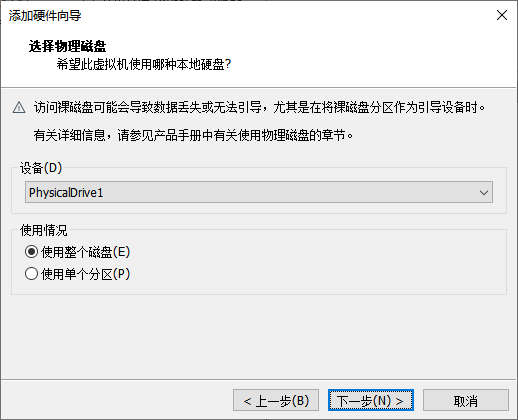 添加硬件向导
选择物理磁盘
希望此虚拟机使用哪种本地硬盘?
访问裸磁盘可能会导致数据丢失或无法引导，尤其是在将裸磁盘分区作为引导设备时。
有关详细信息，请参见产品手册中有关使用物理磁盘的章节。
设备(D)
PhysicalDrive1
使用情况
使用整个磁盘(E)
使用单个分区(P)
< 上一步(B)
下一步(N) >
取消